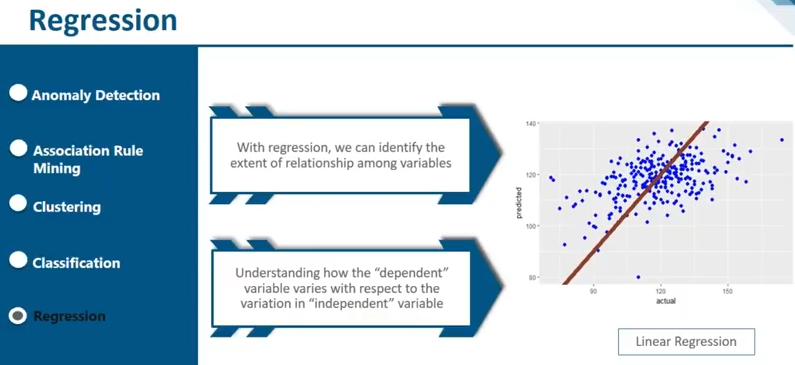 Regression
Anomaly Detection
Association Rule
Mining
Clustering
Classification
Regression
With regression, we can identify the
extent of relationship among variables
Understanding how the “dependent”
variable varies with respect to the
variation in “independent” variable
140
120
100
80
predicted
90
120
150
actual
Linear Regression